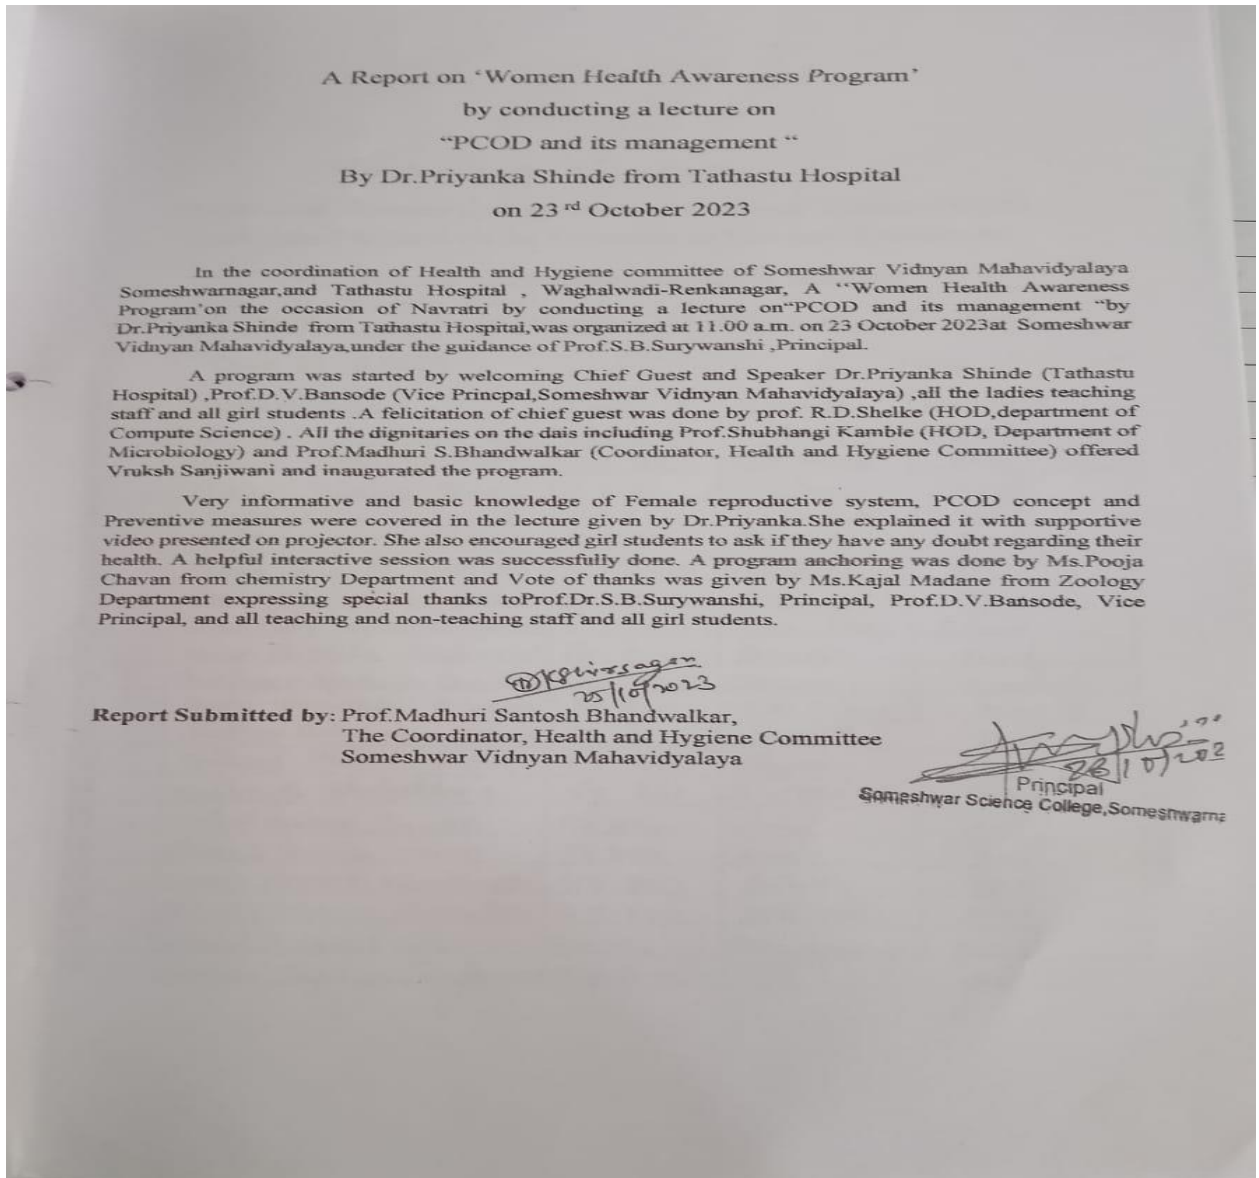 A Report on ‘Women Health Awareness Program’
by conducting a lecture on
“PCOD and its management “
By Dr.Priyanka Shinde from Tathastu Hospital
on 23 rd October 2023
In the coordination of Health and Hygiene committee of Someshwar Vidnyan Mahavidyalaya
Someshwarnagar,and Tathastu Hospital , Waghalwadi-Renkanagar, A ‘‘Women Health Awareness
Program’on the occasion of Navratri by conducting a lecture on“PCOD and its management “by
Dr.Priyanka Shinde from Tathastu Hospital,was organized at 11.00 a.m. on 23 October 2023at Someshwar
Vidnyan Mahavidyalaya,under the guidance of Prof.S.B.Surywanshi ,Principal.
A program was started by welcoming Chief Guest and Speaker Dr.Priyanka Shinde (Tathastu
Hospital) ,Prof.D.V.Bansode (Vice Princpal,Someshwar Vidnyan Mahavidyalaya) ,all the ladies teaching
staff and all girl students .A felicitation of chief guest was done by prof. R.D.Shelke (HOD,department of
Compute Science) . All the dignitaries on the dais including Prof.Shubhangi Kamble (HOD, Department of
Microbiology) and Prof.Madhuri S.Bhandwalkar (Coordinator, Health and Hygiene Committee) offered
Vruksh Sanjiwani and inaugurated the program.
Very informative and basic knowledge of Female reproductive system, PCOD concept and
Preventive measures were covered in the lecture given by Dr.Priyanka.She explained it with supportive
video presented on projector. She also encouraged girl students to ask if they have any doubt regarding their
health. A helpful interactive session was successfully done. A program anchoring was done by Ms.Pooja
Chavan from chemistry Department and Vote of thanks was given by Ms.Kajal Madane from Zoology
Department expressing special thanks toProf.Dr.S.B.Surywanshi, Principal, Prof.D.V.Bansode, Vice
Principal, and all teaching and non-teaching staff and all girl students.
25/10/2023
Report Submitted by: Prof.Madhuri Santosh Bhandwalkar,
The Coordinator, Health and Hygiene Committee
Someshwar Vidnyan Mahavidyalaya
Principal
Someshwar Science College,Someshwarna